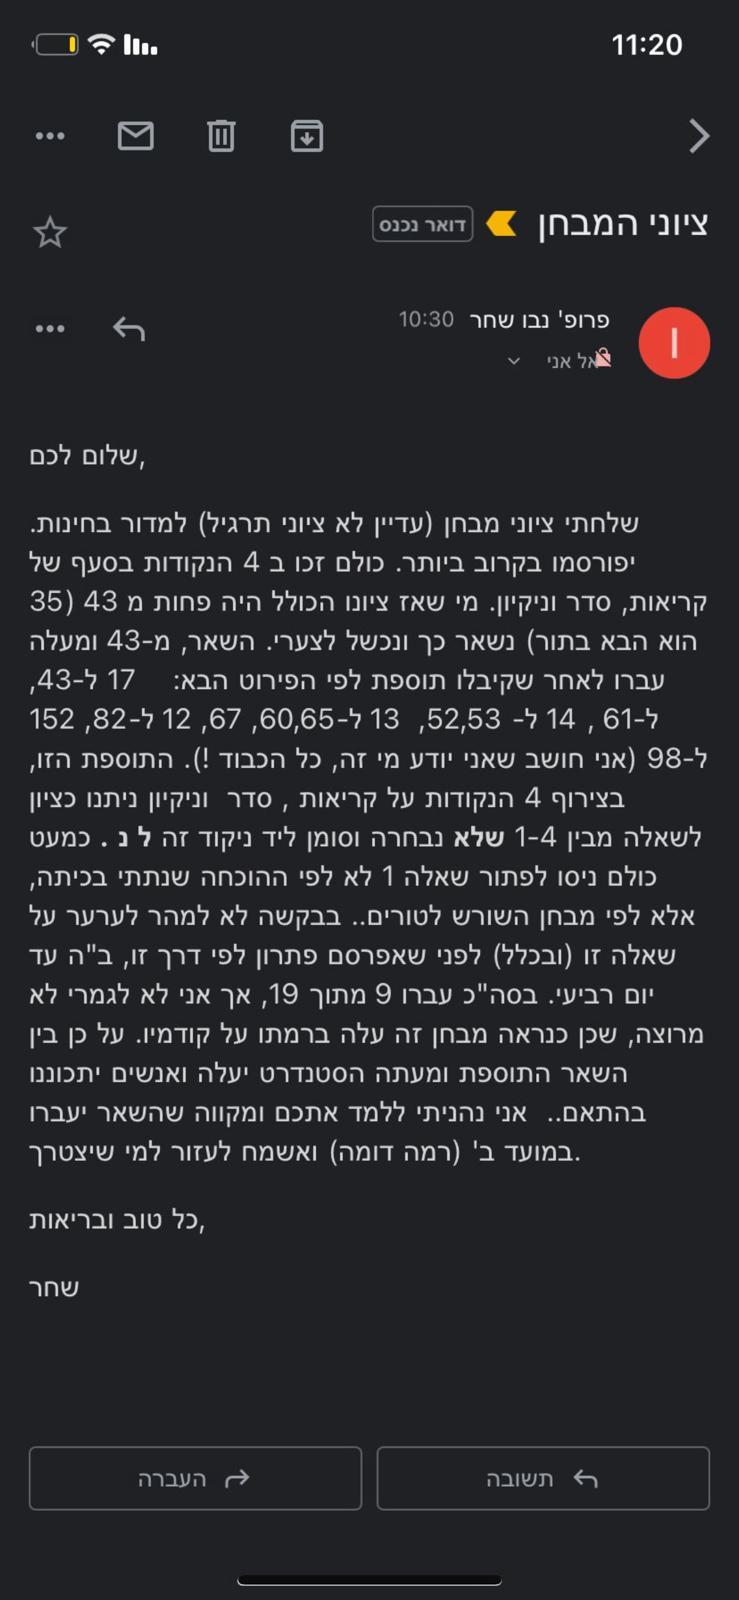 11:20
ציוני המבחן
דואר נכנס
פרופ' נבו שחר 10:30
אל אני
שלום לכם,
שלחתי ציוני מבחן (עדיין לא ציוני תרגיל) למדור בחינות.
יפורסמו בקרוב ביותר. כולם זכו ב 4 הנקודות בסעף של
קריאות, סדר וניקיון. מי שאז ציונו הכולל היה פחות מ 43 (35
הוא הבא בתור) נשאר כך ונכשל לצערי. השאר, מ-43 ומעלה
עברו לאחר שקיבלו תוספת לפי הפירוט הבא: 17 ל-43,
ל-61 , 14 ל- 52,53, 13 ל-60,65, 67, 12 ל-82, 152
ל-98 (אני חושב שאני יודע מי זה, כל הכבוד !). התוספת הזו,
בצירוף 4 הנקודות על קריאות , סדר וניקיון ניתנו כציון
לשאלה מבין 1-4 שלא נבחרה וסומן ליד ניקוד זה ל נ . כמעט
כולם ניסו לפתור שאלה 1 לא לפי ההוכחה שנתתי בכיתה,
אלא לפי מבחן השורש לטורים.. בבקשה לא למהר לערער על
שאלה זו (ובכלל) לפני שאפרסם פתרון לפי דרך זו, ב"ה עד
יום רביעי. בסה"כ עברו 9 מתוך 19, אך אני לא לגמרי לא
מרוצה, שכן כנראה מבחן זה עלה ברמתו על קודמיו. על כן בין
השאר התוספת ומעתה הסטנדרט יעלה ואנשים יתכוננו
בהתאם.. אני נהניתי ללמד אתכם ומקווה שהשאר יעברו
במועד ב' (רמה דומה) ואשמח לעזור למי שיצטרך.
כל טוב ובריאות,
שחר
תשובה
העברה